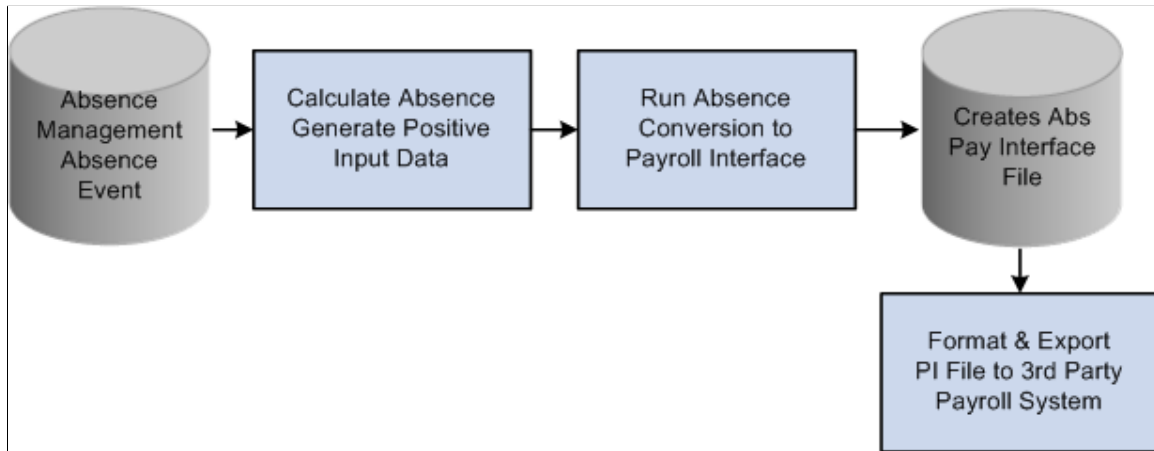 Absence
Management
Absence
Event
Calculate Absence
Generate Positive
Input Data
Run Absence
Conversion to
Payroll Interface
Creates Abs
Pay Interface
File
Format & Export
PI File to 3rd Party
Payroll System